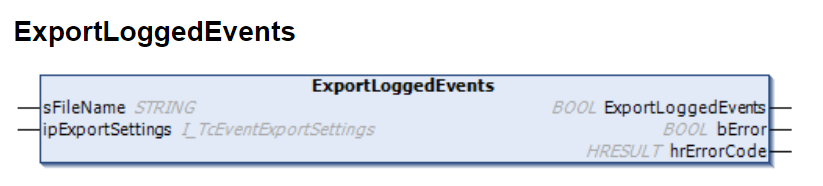 ExportLoggedEvents
ExportLoggedEvents
sFileName STRING BOOL ExportLoggedEvents
ipExportSettings I_TcEventExportSettings BOOL bError
HRESULT hrErrorCode